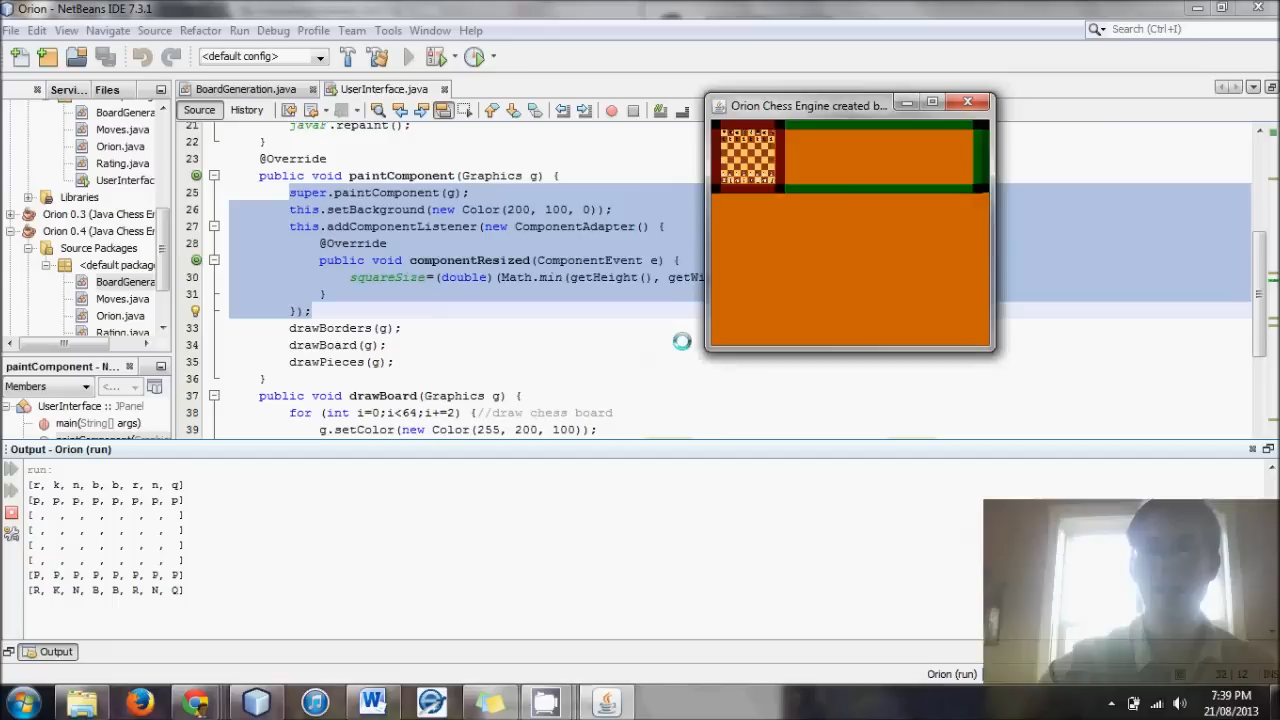 Orion - NetBeans IDE 7.3.1
File Edit View Navigate Source Refactor Run Debug Profile Team Tools Window Help
Search (Ctrl+I)
<default config>
Servi... Files
BoardGeneration.java UserInterface.java
Source History
BoardGenera
Moves.java
Orion.java
Rating.java
UserInterfac
Libraries
Orion 0.3 (Java Chess E
Orion 0.4 (Java Chess E
Source Packages
<default packag
BoardGenera
Moves.java
Orion.java
Rating.java
21 javaF.repaint();
22 }
23 @Override
public void paintComponent(Graphics g) {
25 super.paintComponent(g);
26 this.setBackground(new Color(200, 100, 0));
27 this.addComponentListener(new ComponentAdapter() {
28 @Override
public void componentResized(ComponentEvent e) {
30 squareSize=(double)(Math.min(getHeight(), getWi
31 }
});
33 drawBorders(g);
34 drawBoard(g);
35 drawPieces(g);
36 }
37 public void drawBoard(Graphics g) {
38 for (int i=0;i<64;i+=2) {//draw chess board
39 g.setColor(new Color(255, 200, 100));
Orion Chess Engine created b...
paintComponent - N...
Members <...
UserInterface :: JPanel
main(String[] args)
Output - Orion (run)
run:
[r, k, n, b, b, r, n, q]
[p, p, p, p, p, p, p, p]
[ , , , , , , , ]
[ , , , , , , , ]
[ , , , , , , , ]
[ , , , , , , , ]
[P, P, P, P, P, P, P, P]
[R, K, N, B, B, R, N, Q]
Output
Orion (run)
32 | 12 INS
7:39 PM
21/08/2013